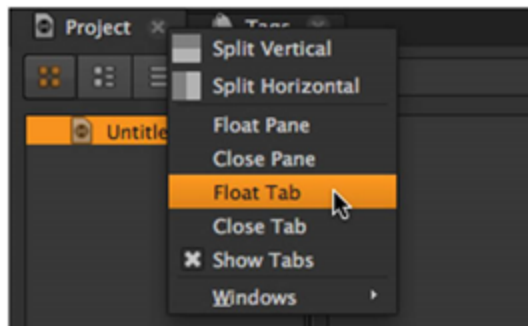 Project
Tags
Split Vertical
Split Horizontal
Untitle
Float Pane
Close Pane
Float Tab
Close Tab
Show Tabs
Windows